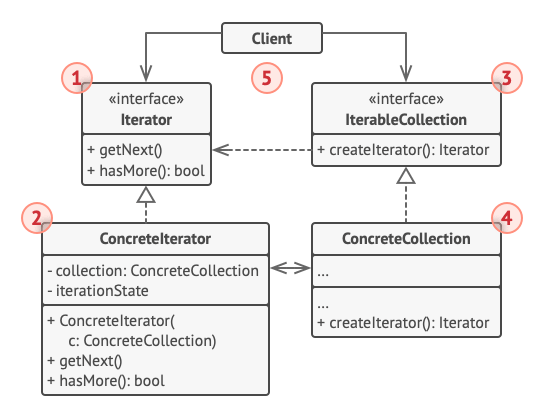 Client
1
5
3
«interface»
Iterator
+ getNext()
+ hasMore(): bool
«interface»
IterableCollection
+ createIterator(): Iterator
2
4
ConcreteIterator
- collection: ConcreteCollection
- iterationState
+ ConcreteIterator(
c: ConcreteCollection)
+ getNext()
+ hasMore(): bool
ConcreteCollection
...
...
+ createIterator(): Iterator